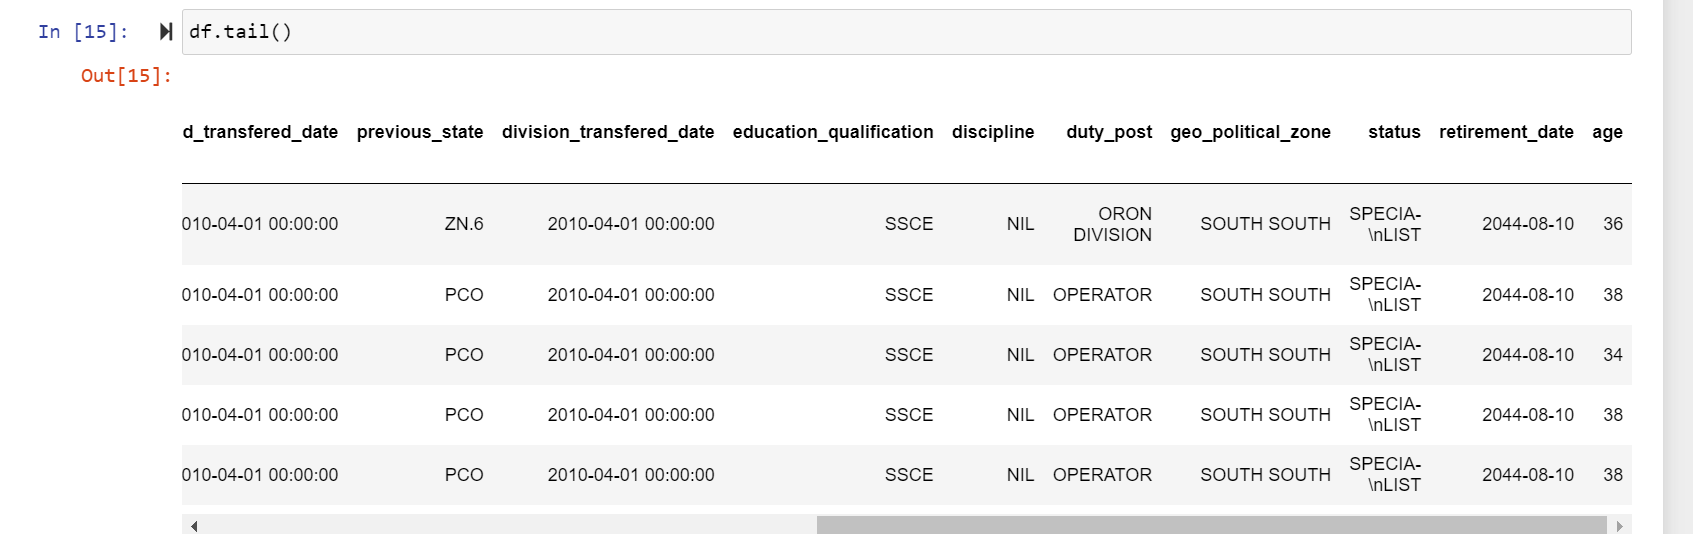 In [15]:
df.tail()
Out[15]:
d_transfered_date previous_state division_transfered_date education_qualification discipline duty_post geo_political_zone status retirement_date age
010-04-01 00:00:00 ZN.6 2010-04-01 00:00:00 SSCE NIL ORON DIVISION SOUTH SOUTH SPECIA-\nLIST 2044-08-10 36
010-04-01 00:00:00 PCO 2010-04-01 00:00:00 SSCE NIL OPERATOR SOUTH SOUTH SPECIA-\nLIST 2044-08-10 38
010-04-01 00:00:00 PCO 2010-04-01 00:00:00 SSCE NIL OPERATOR SOUTH SOUTH SPECIA-\nLIST 2044-08-10 34
010-04-01 00:00:00 PCO 2010-04-01 00:00:00 SSCE NIL OPERATOR SOUTH SOUTH SPECIA-\nLIST 2044-08-10 38
010-04-01 00:00:00 PCO 2010-04-01 00:00:00 SSCE NIL OPERATOR SOUTH SOUTH SPECIA-\nLIST 2044-08-10 38